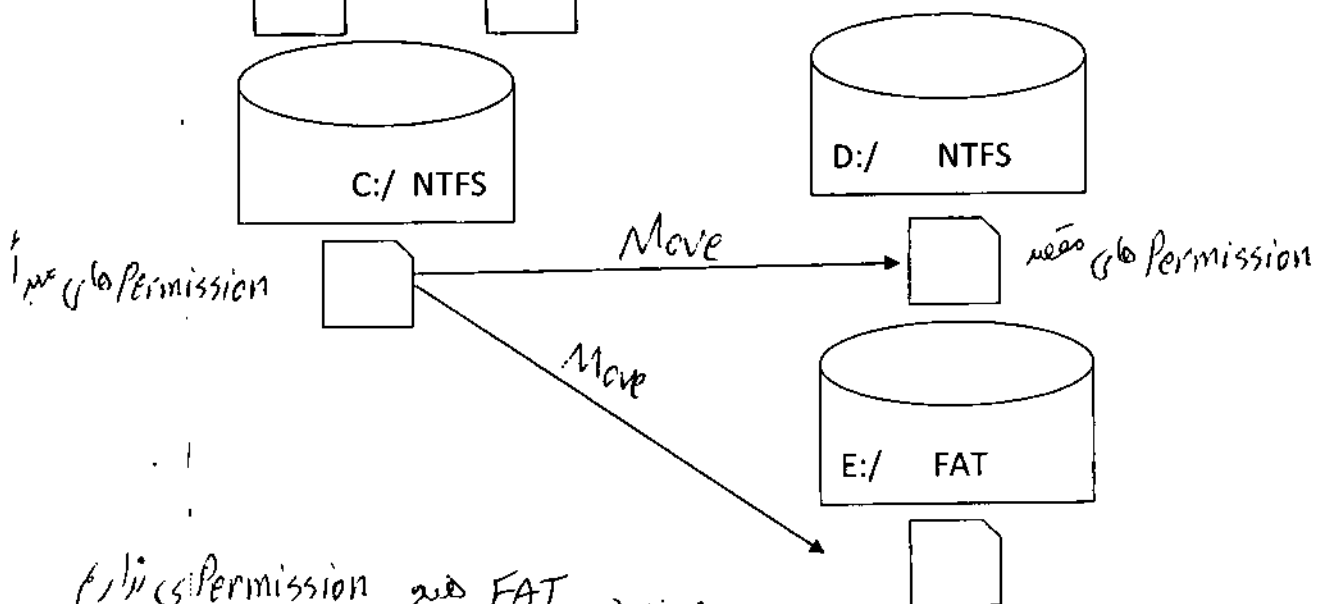 C:/ NTFS
D:/ NTFS
Permission های مبدأ
Move
Permission های مقصد
Move
E:/ FAT
FAT هیچ Permission ی ندارد